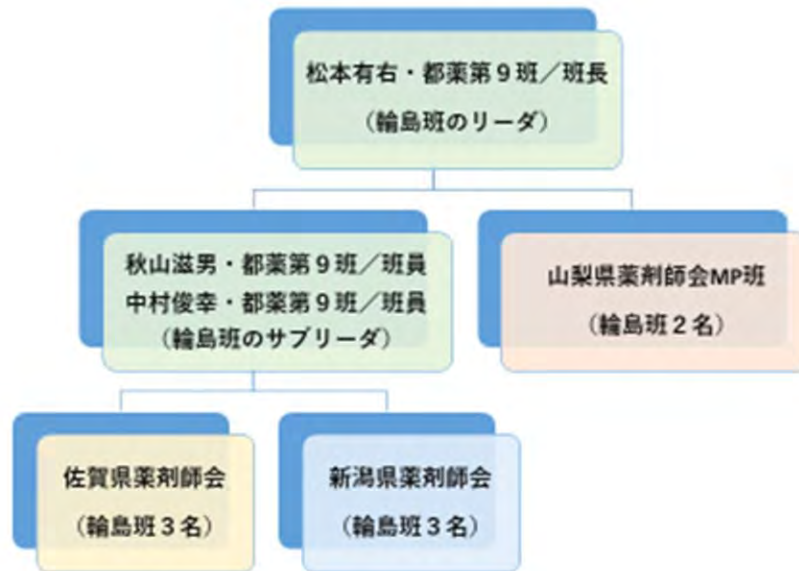 松本有右・都薬第９班／班長
（輪島班のリーダ）
秋山滋男・都薬第９班／班員
中村俊幸・都薬第９班／班員
（輪島班のサブリーダ）
山梨県薬剤師会MP班
（輪島班２名）
佐賀県薬剤師会
（輪島班３名）
新潟県薬剤師会
（輪島班３名）